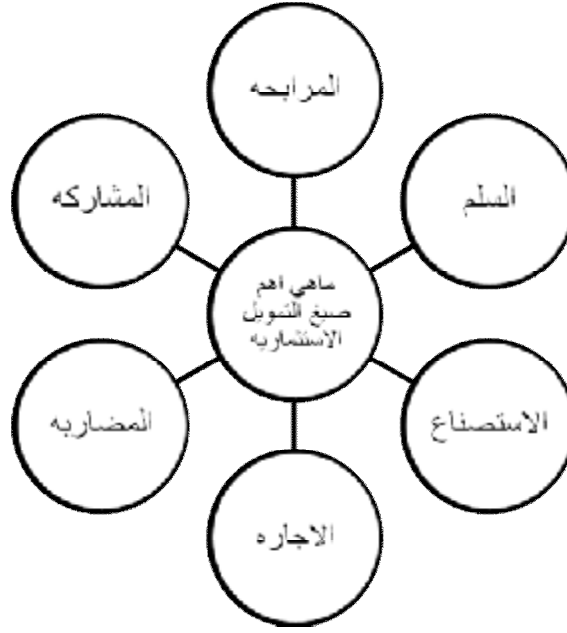 المرابحه
السلم
المشاركه
ماهي اهم
صيغ التمويل
الاستثماريه
الاستصناع
المضاربه
الاجاره